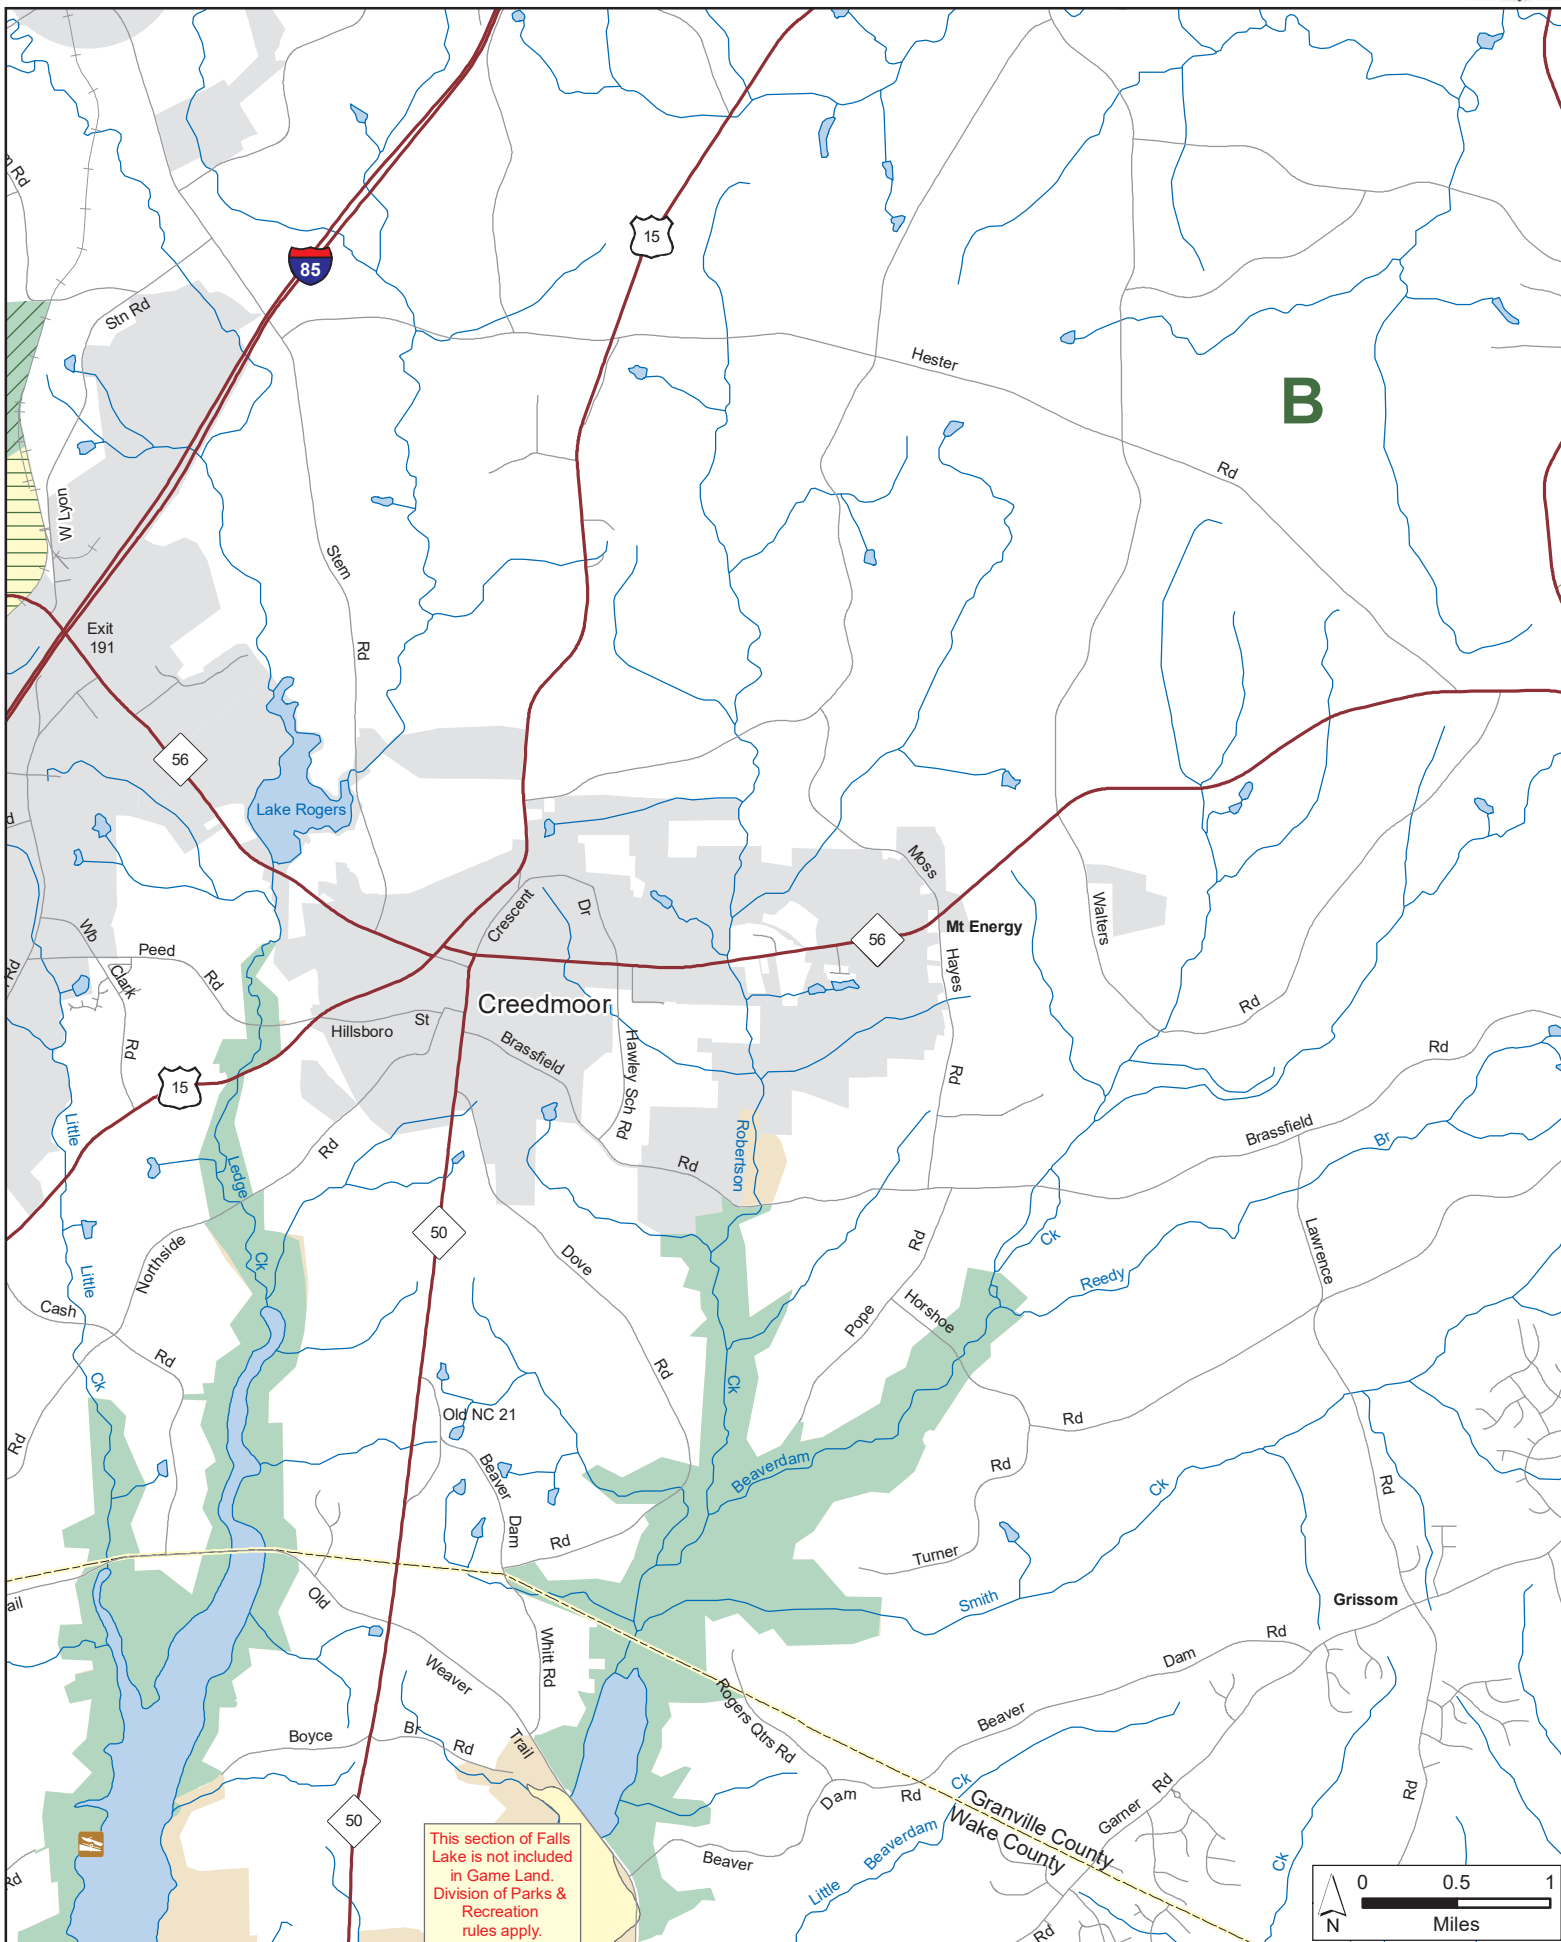 Rd
85
15
Stn Rd
Hester
B
Rd
W Lyon
Stem
Exit
191
Rd
56
Lake Rogers
Moss
Crescent
Dr
Walters
Wb
56
Mt Energy
Peed
Rd
Hayes
Rd
Clark
Creedmoor
Rd
Hillsboro
St
Brassfield
Rd
Hawley Sch Rd
Rd
Rd
15
Little
Brassfield
Br
Rd
Robertson
Rd
Ledge
50
Lawrence
Rd
Ck
Northside
Dove
Ck
Little
Reedy
Cash
Pope
Horshoe
Rd
Rd
Ck
Ck
Old NC 21
Rd
Rd
Beaverdam
Beaver
Rd
Ck
Rd
Dam
Rd
Turner
Old
Smith
Grissom
ail
Whitt Rd
Rd
Dam
Weaver
Rogers Qtrs Rd
Beaver
Boyce
Br
Rd
Trail
Ck
Dam
Rd
Rd
Rd
Granville County
Wake County
Garner
50
This section of Falls
Lake is not included
in Game Land.
Division of Parks &
Recreation
rules apply.
Beaver
Beaverdam
Little
Ck
Rd
Rd
0 0.5 1
N
Miles